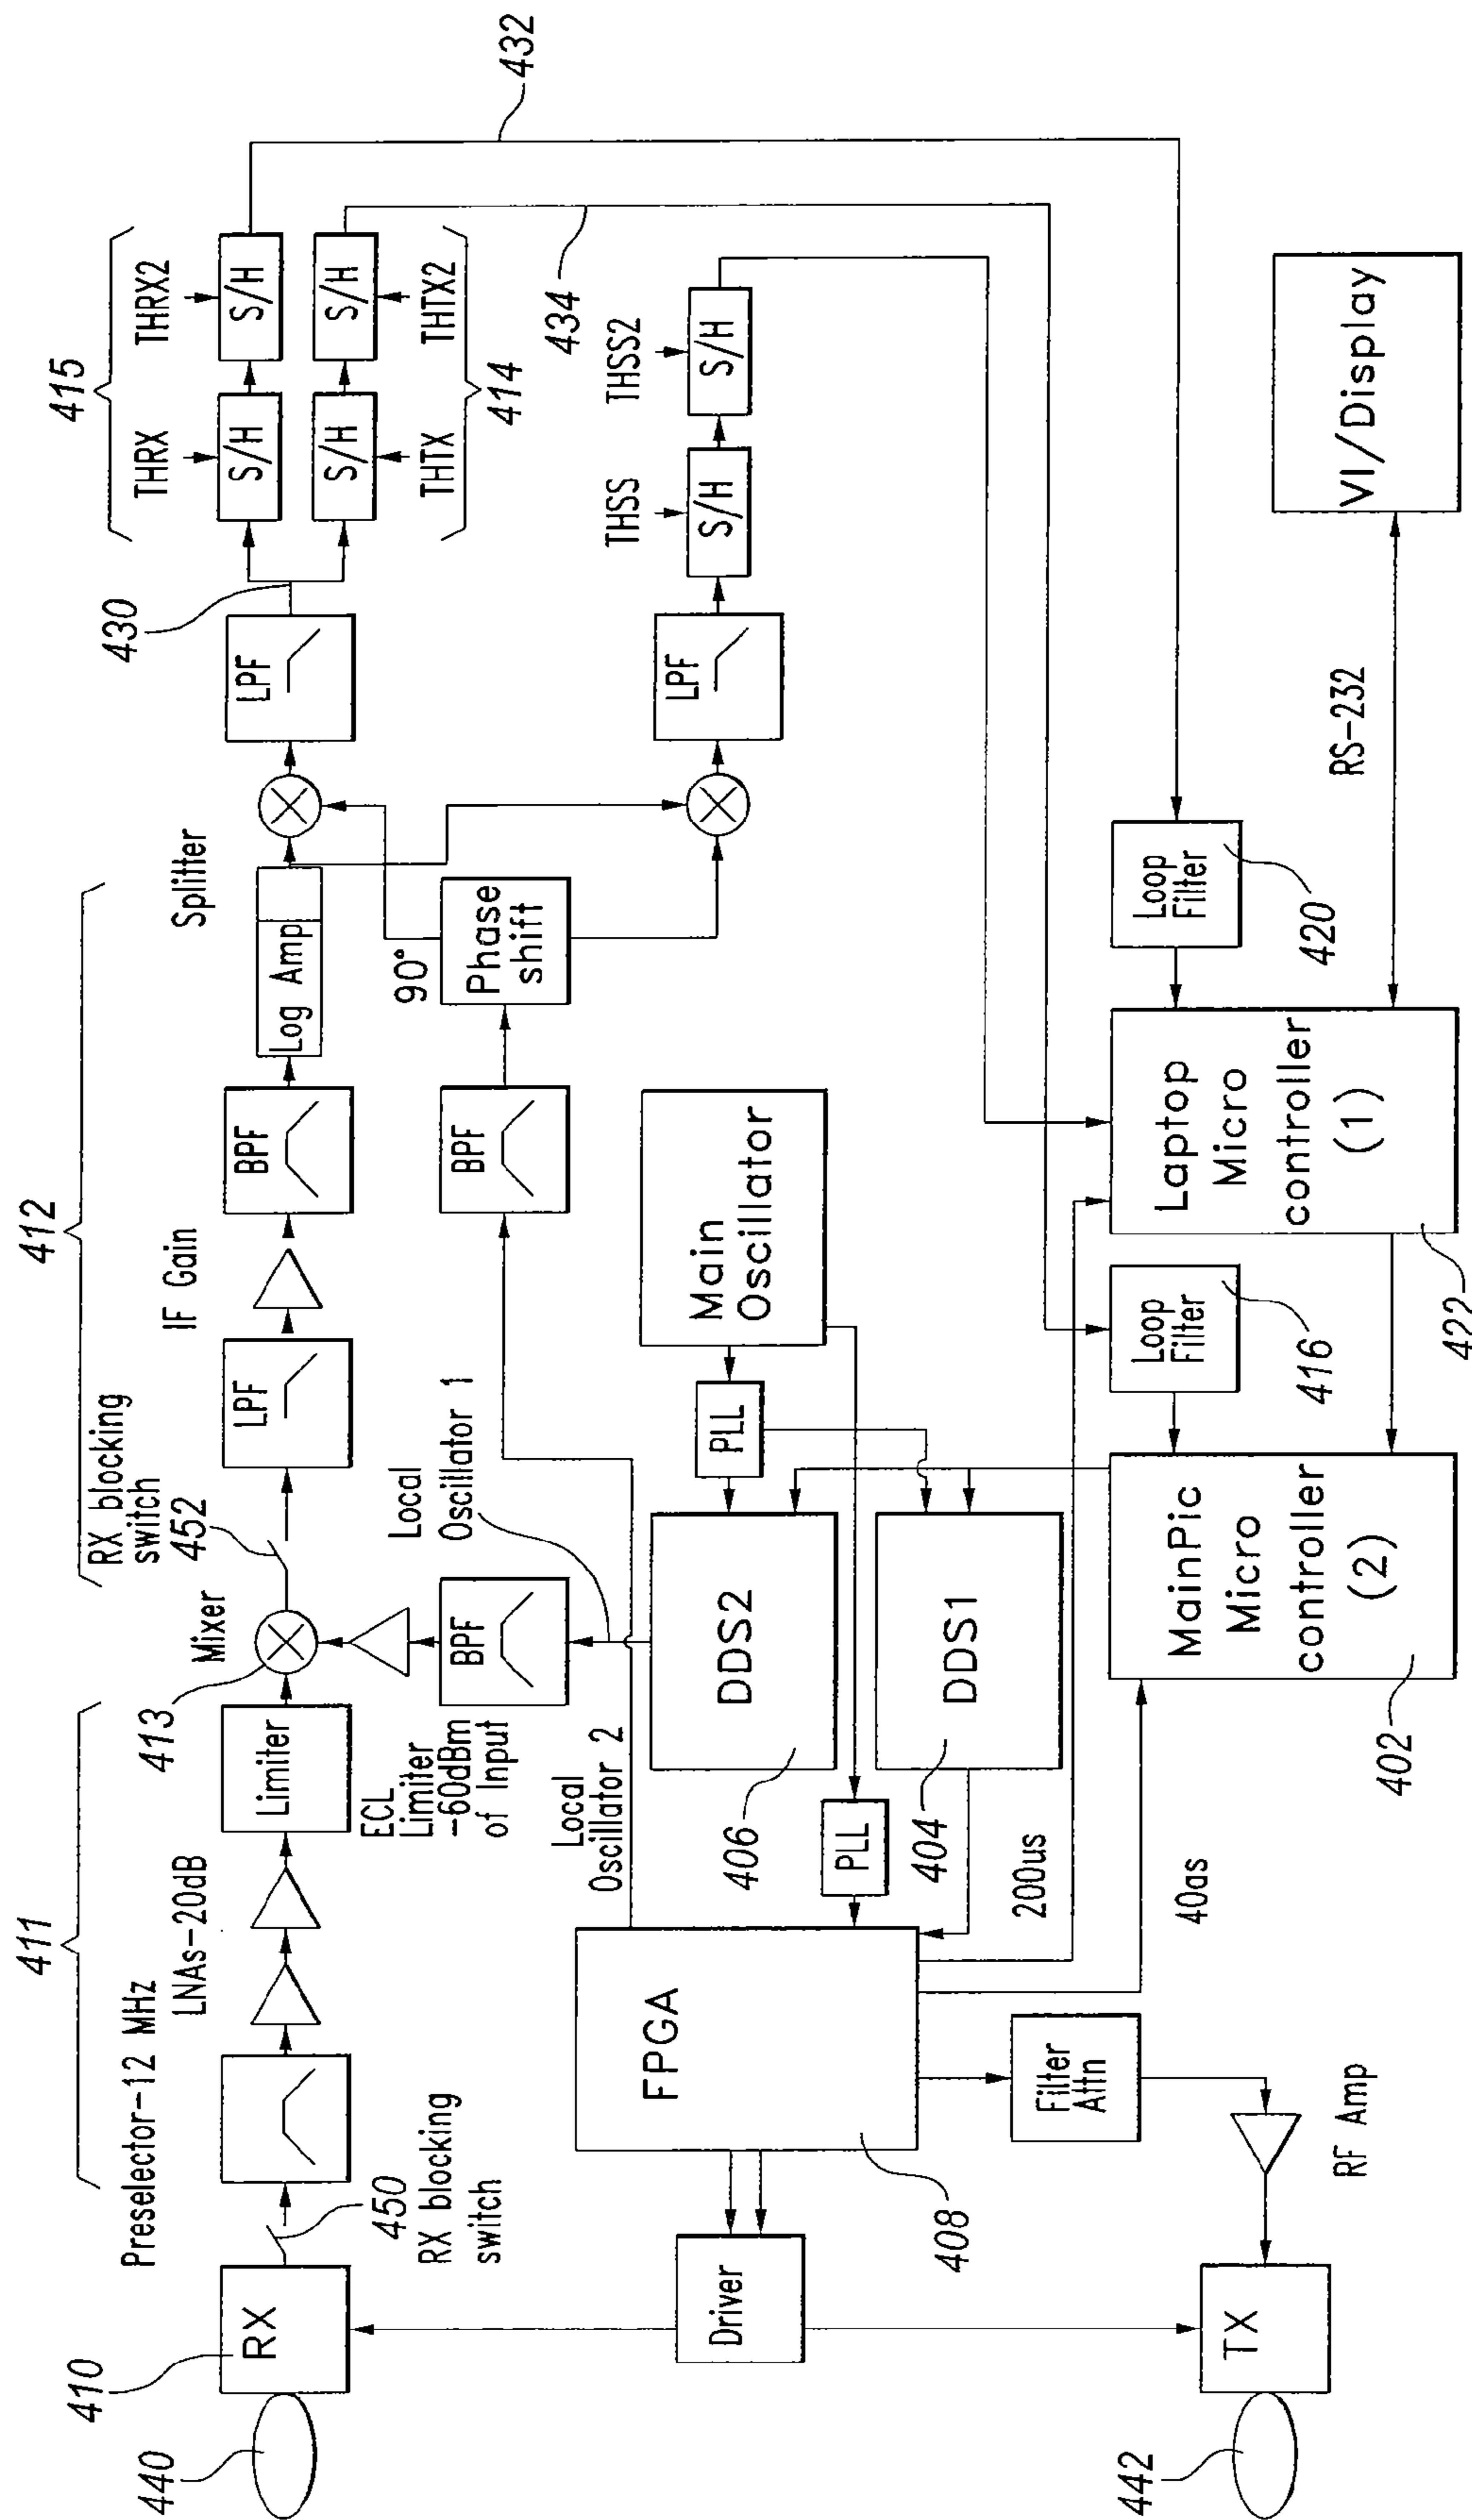 411
412
415
Preselector-12 MHz
LNAs-20dB
RX blocking
switch
452
IF Gain
Splitter
THRX
THRX2
410
413
Mixer
430
432
440
RX
Limiter
LPF
BPF
Log Amp
LPF
S/H
S/H
S/H
S/H
THTX
THTX2
414
434
450
RX blocking
switch
ECL
Limiter
-60dBm
of Input
BPF
Local
Oscillator 1
BPF
90°
Phase
shift
Local
Oscillator 2
THSS
THSS2
LPF
S/H
S/H
Driver
FPGA
408
406
DDS2
PLL
Main
Oscillator
PLL
404
DDS1
200us
40as
Filter
Attn
RF Amp
442
TX
402
MainPic
Micro
controller
(2)
Loop
Filter
416
Laptop
Micro
controller
(1)
422
Loop
Filter
420
RS-232
VI/Display